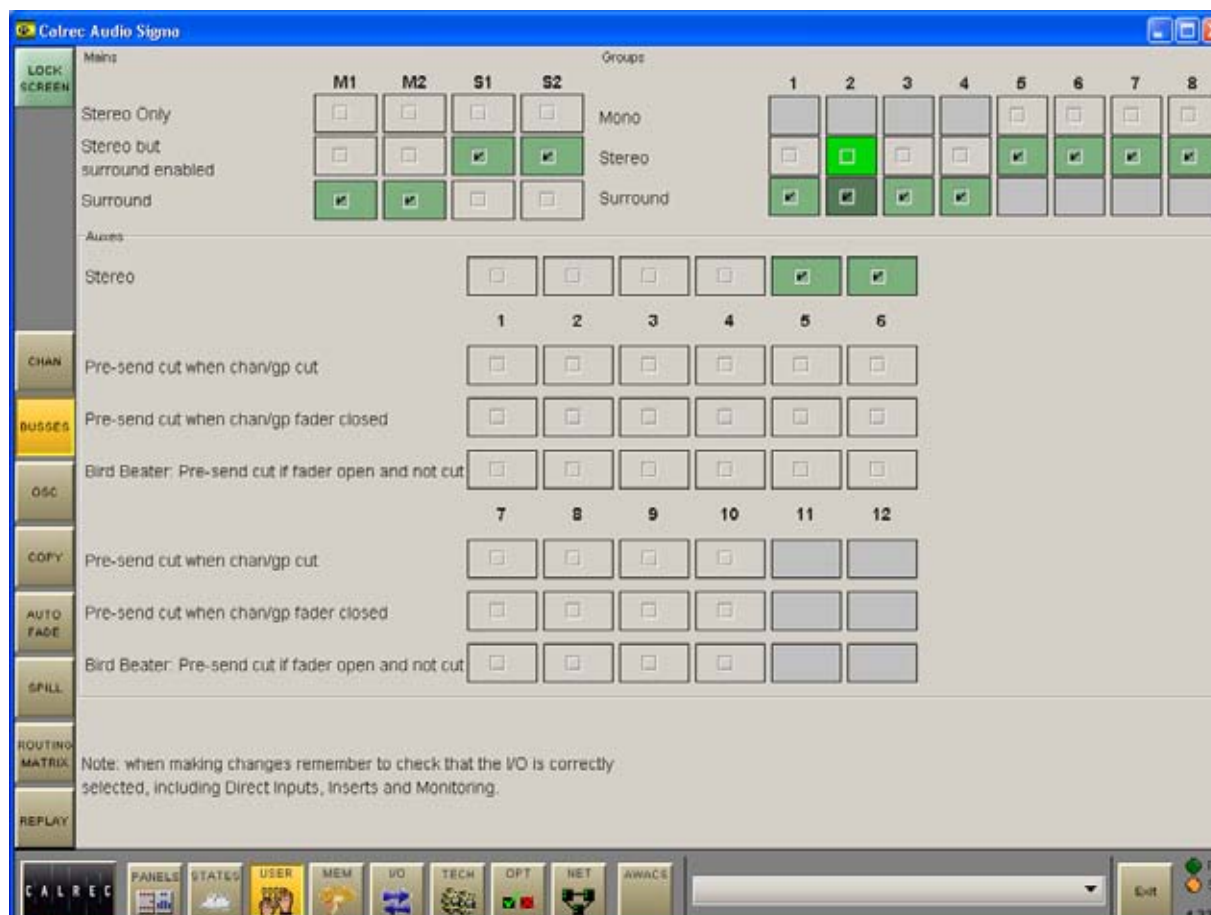 Calrec Audio Sigma
LOCK SCREEN
Mains
Groups
M1 M2 S1 S2
1 2 3 4 5 6 7 8
Stereo Only
Mono
Stereo but
surround enabled
Stereo
Surround
Surround
Auxes
Stereo
1 2 3 4 5 6
CHAN
Pre-send cut when chan/gp cut
BUSSES
Pre-send cut when chan/gp fader closed
Bird Beater: Pre-send cut if fader open and not cut
OSC
7 8 9 10 11 12
COPY
Pre-send cut when chan/gp cut
AUTO FADE
Pre-send cut when chan/gp fader closed
Bird Beater: Pre-send cut if fader open and not cut
SPILL
ROUTING MATRIX
Note: when making changes remember to check that the I/O is correctly
selected, including Direct Inputs, Inserts and Monitoring.
REPLAY
CALREC
PANELS STATES USER MEM I/O TECH OPT NET AWACS
Exit